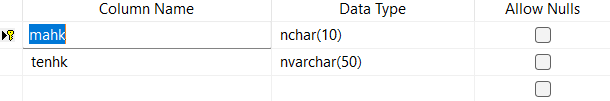 Column Name Data Type Allow Nulls
mahk nchar(10)
tenhk nvarchar(50)